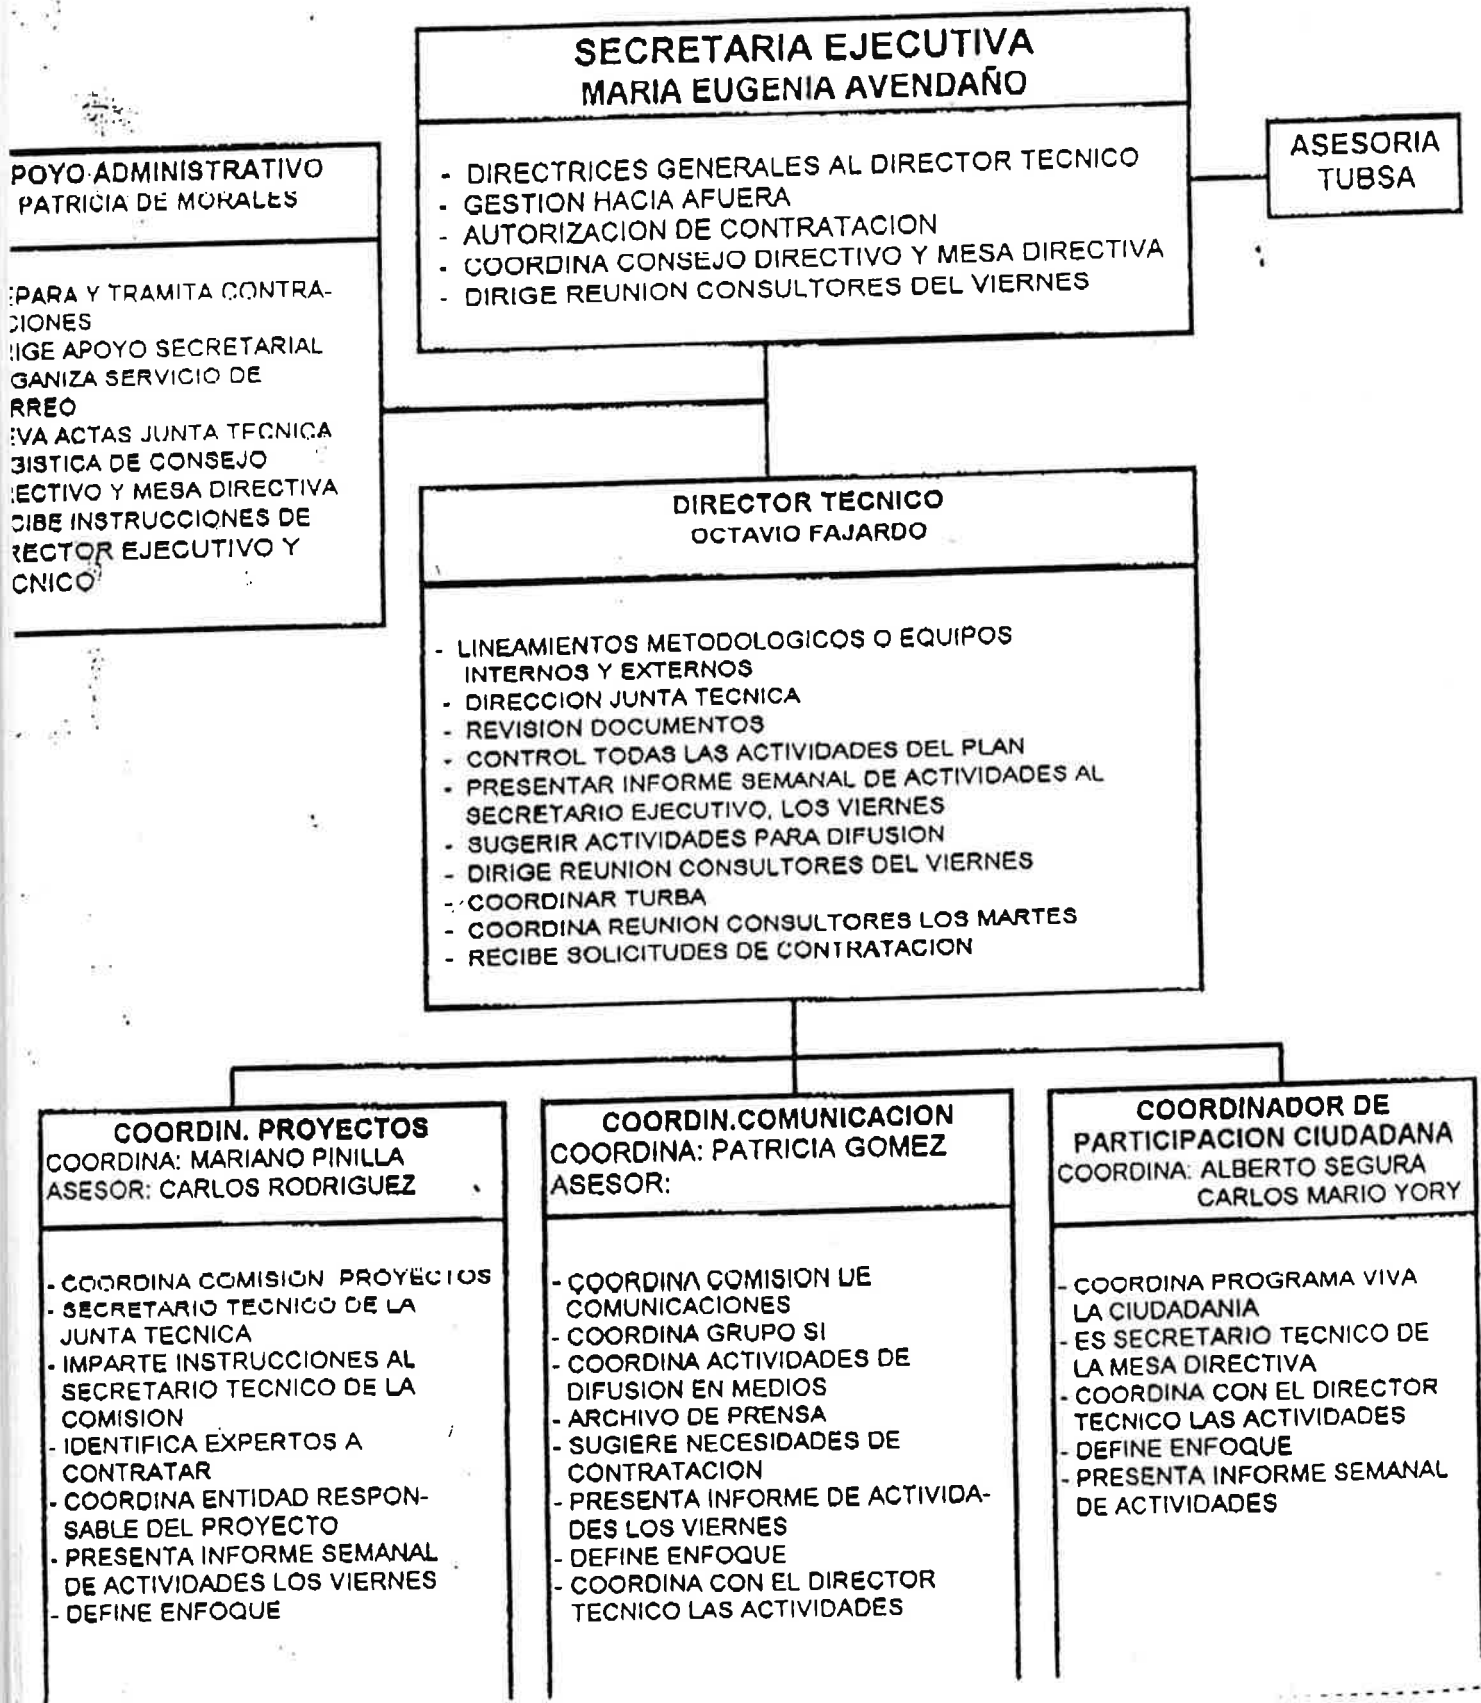 SECRETARIA EJECUTIVA
MARIA EUGENIA AVENDAÑO
- DIRECTRICES GENERALES AL DIRECTOR TECNICO
- GESTION HACIA AFUERA
- AUTORIZACION DE CONTRATACION
- COORDINA CONSEJO DIRECTIVO Y MESA DIRECTIVA
- DIRIGE REUNION CONSULTORES DEL VIERNES
ASESORIA
TUBSA
POYO ADMINISTRATIVO
PATRICIA DE MORALES
EPARA Y TRAMITA CONTRA-
CIONES
RIGE APOYO SECRETARIAL
GANIZA SERVICIO DE
RREO
EVA ACTAS JUNTA TECNICA
GISTICA DE CONSEJO
RECTIVO Y MESA DIRECTIVA
CIBE INSTRUCCIONES DE
RECTOR EJECUTIVO Y
CNICO
DIRECTOR TECNICO
OCTAVIO FAJARDO
- LINEAMIENTOS METODOLOGICOS O EQUIPOS
INTERNOS Y EXTERNOS
- DIRECCION JUNTA TECNICA
- REVISION DOCUMENTOS
- CONTROL TODAS LAS ACTIVIDADES DEL PLAN
- PRESENTAR INFORME SEMANAL DE ACTIVIDADES AL
SECRETARIO EJECUTIVO, LOS VIERNES
- SUGERIR ACTIVIDADES PARA DIFUSION
- DIRIGE REUNION CONSULTORES DEL VIERNES
- COORDINAR TURBA
- COORDINA REUNION CONSULTORES LOS MARTES
- RECIBE SOLICITUDES DE CONTRATACION
COORDIN. PROYECTOS
COORDINA: MARIANO PINILLA
ASESOR: CARLOS RODRIGUEZ
- COORDINA COMISION PROYECTOS
- SECRETARIO TECNICO DE LA
JUNTA TECNICA
- IMPARTE INSTRUCCIONES AL
SECRETARIO TECNICO DE LA
COMISION
- IDENTIFICA EXPERTOS A
CONTRATAR
- COORDINA ENTIDAD RESPON-
SABLE DEL PROYECTO
- PRESENTA INFORME SEMANAL
DE ACTIVIDADES LOS VIERNES
- DEFINE ENFOQUE
COORDIN.COMUNICACION
COORDINA: PATRICIA GOMEZ
ASESOR:
- COORDINA COMISION DE
COMUNICACIONES
- COORDINA GRUPO SI
- COORDINA ACTIVIDADES DE
DIFUSION EN MEDIOS
- ARCHIVO DE PRENSA
- SUGIERE NECESIDADES DE
CONTRATACION
- PRESENTA INFORME DE ACTIVIDA-
DES LOS VIERNES
- DEFINE ENFOQUE
- COORDINA CON EL DIRECTOR
TECNICO LAS ACTIVIDADES
COORDINADOR DE
PARTICIPACION CIUDADANA
COORDINA: ALBERTO SEGURA
CARLOS MARIO YORY
- COORDINA PROGRAMA VIVA
LA CIUDADANIA
- ES SECRETARIO TECNICO DE
LA MESA DIRECTIVA
- COORDINA CON EL DIRECTOR
TECNICO LAS ACTIVIDADES
- DEFINE ENFOQUE
- PRESENTA INFORME SEMANAL
DE ACTIVIDADES